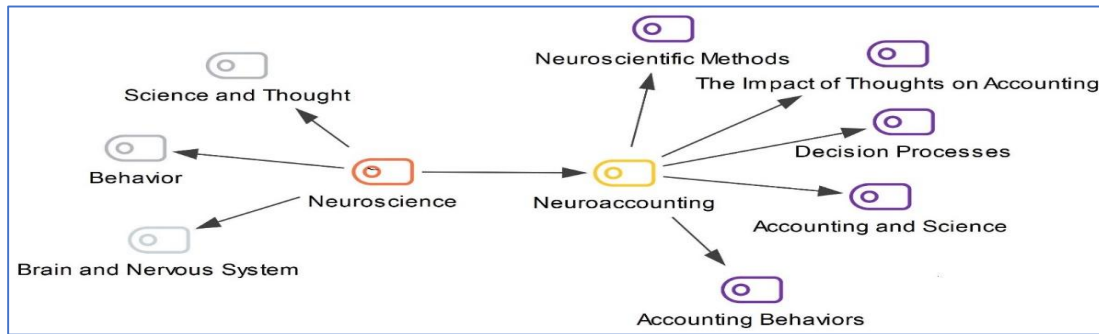 Neuroscientific Methods
The Impact of Thoughts on Accounting
Science and Thought
Decision Processes
Behavior
Neuroscience
Neuroaccounting
Accounting and Science
Brain and Nervous System
Accounting Behaviors